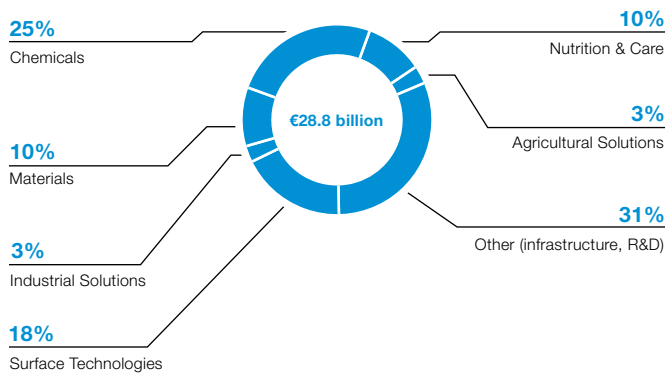 25%
Chemicals
10%
Materials
3%
Industrial Solutions
18%
Surface Technologies
€28.8 billion
10%
Nutrition & Care
3%
Agricultural Solutions
31%
Other (infrastructure, R&D)